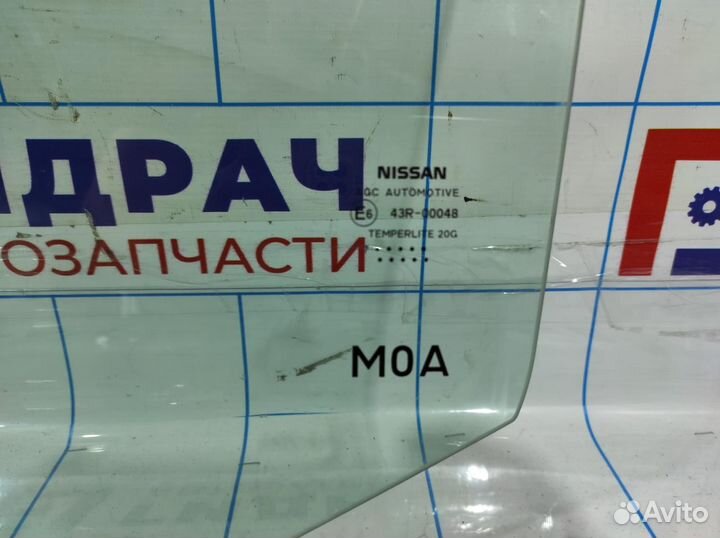 NISSAN
AGC AUTOMOTIVE
E6 43R-00048
TEMPERLITE 20G
ДРАЧ
ОЗАПЧАСТИ
M0A
Avito